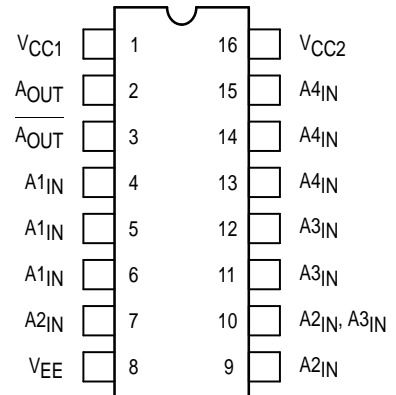 VCC1 1 16 VCC2
AOUT 2 15 A4IN
AOUT 3 14 A4IN
A1IN 4 13 A4IN
A1IN 5 12 A3IN
A1IN 6 11 A3IN
A2IN 7 10 A2IN, A3IN
VEE 8 9 A2IN